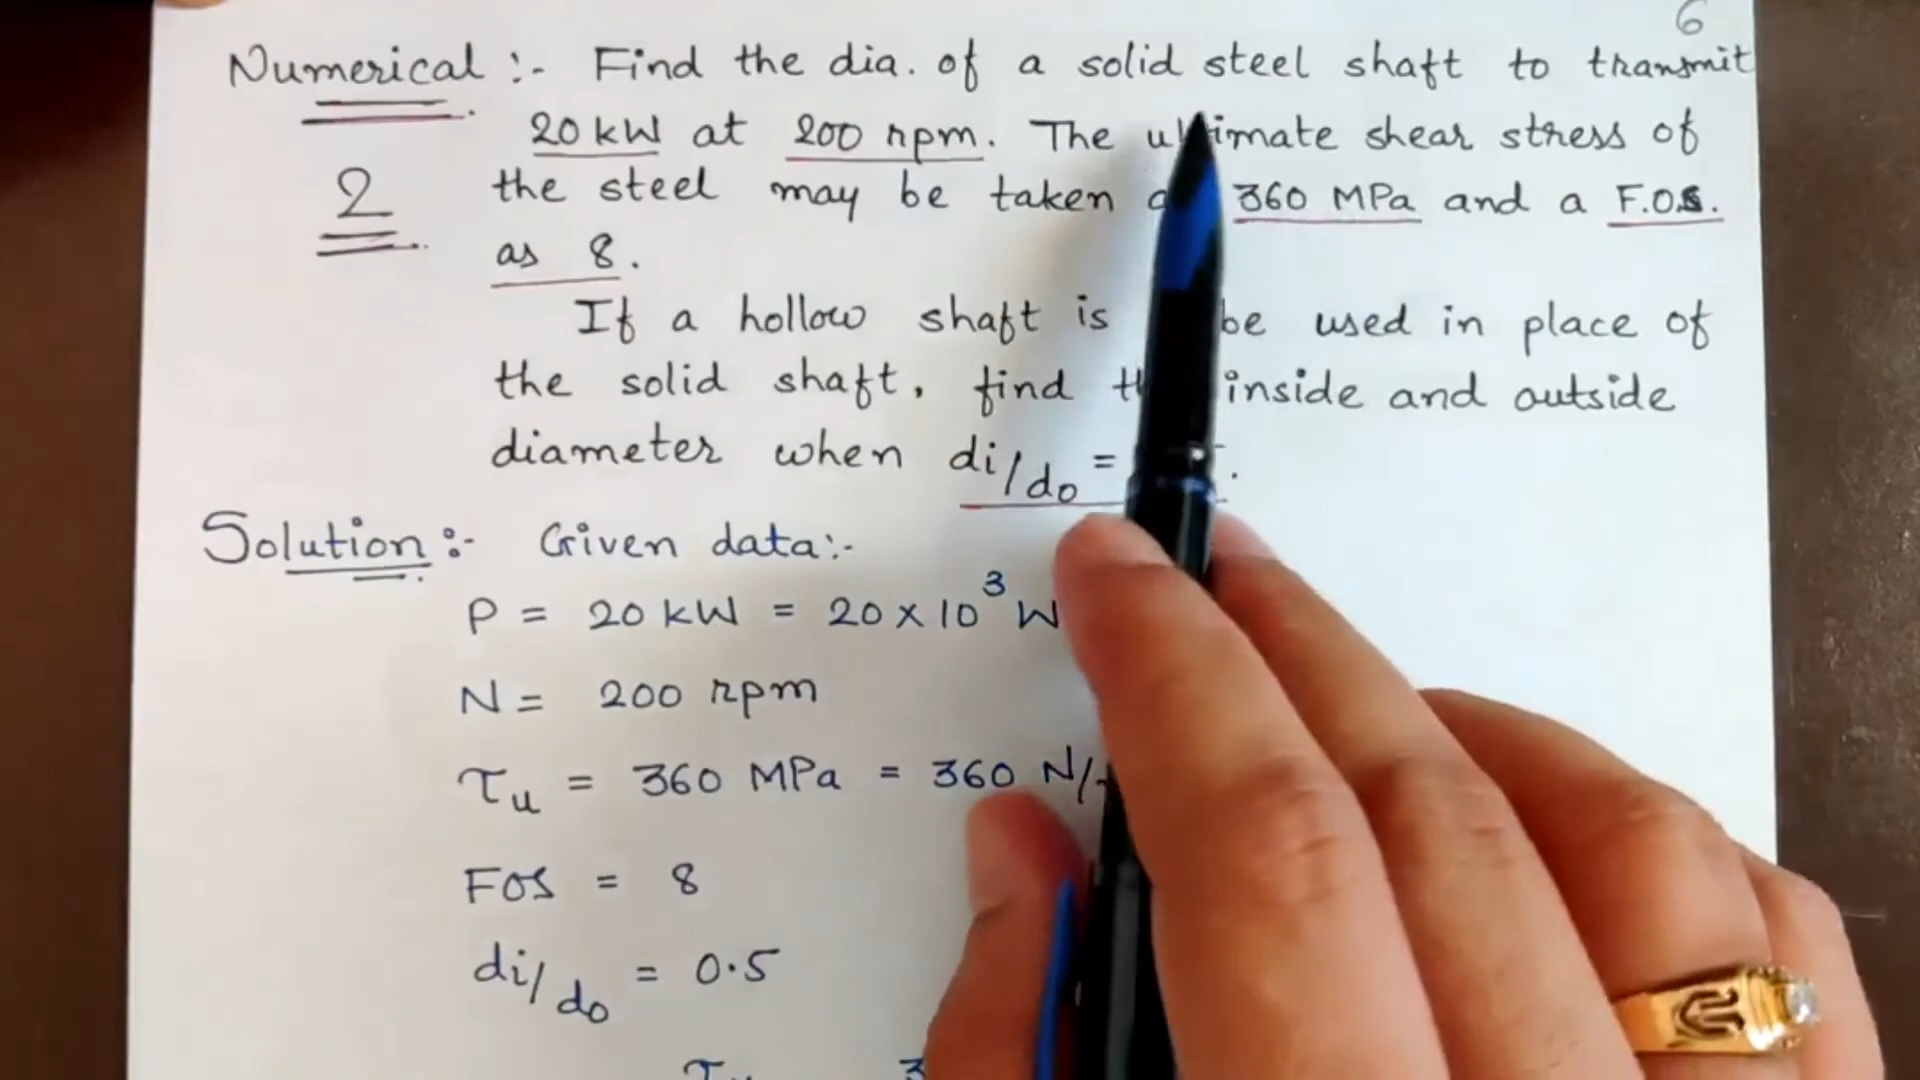 6
Numerical :- Find the dia. of a solid steel shaft to transmit
20 kW at 200 rpm. The ultimate shear stress of
2 the steel may be taken 360 MPa and a F.O.S.
as 8.
If a hollow shaft is be used in place of
the solid shaft, find inside and outside
diameter when di/do =
Solution :- Given data :-
P = 20 kW = 20 x 10³ W
N = 200 rpm
τu = 360 MPa = 360 N/
FOS = 8
di/do = 0.5